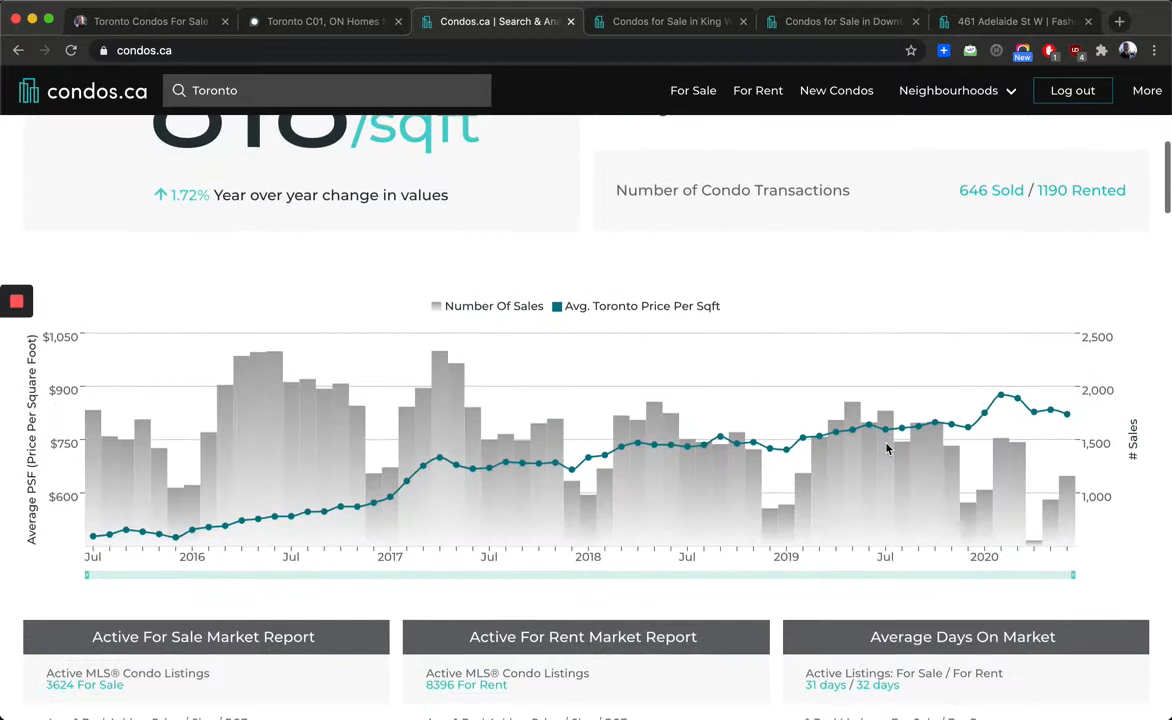 Toronto Condos For Sale
Toronto C01, ON Homes
Condos.ca | Search & Ana
Condos for Sale in King W
Condos for Sale in Downt
461 Adelaide St W | Fash
condos.ca
New
1
4
condos.ca
Toronto
For Sale
For Rent
New Condos
Neighbourhoods
Log out
More
/sqft
1.72% Year over year change in values
Number of Condo Transactions
646 Sold / 1190 Rented
Number Of Sales
Avg. Toronto Price Per Sqft
Average PSF (Price Per Square Foot)
$1,050
$900
$750
$600
2,500
2,000
1,500
1,000
# Sales
Jul
2016
Jul
2017
Jul
2018
Jul
2019
Jul
2020
Active For Sale Market Report
Active MLS® Condo Listings
3624 For Sale
Active For Rent Market Report
Active MLS® Condo Listings
8396 For Rent
Average Days On Market
Active Listings: For Sale / For Rent
31 days / 32 days